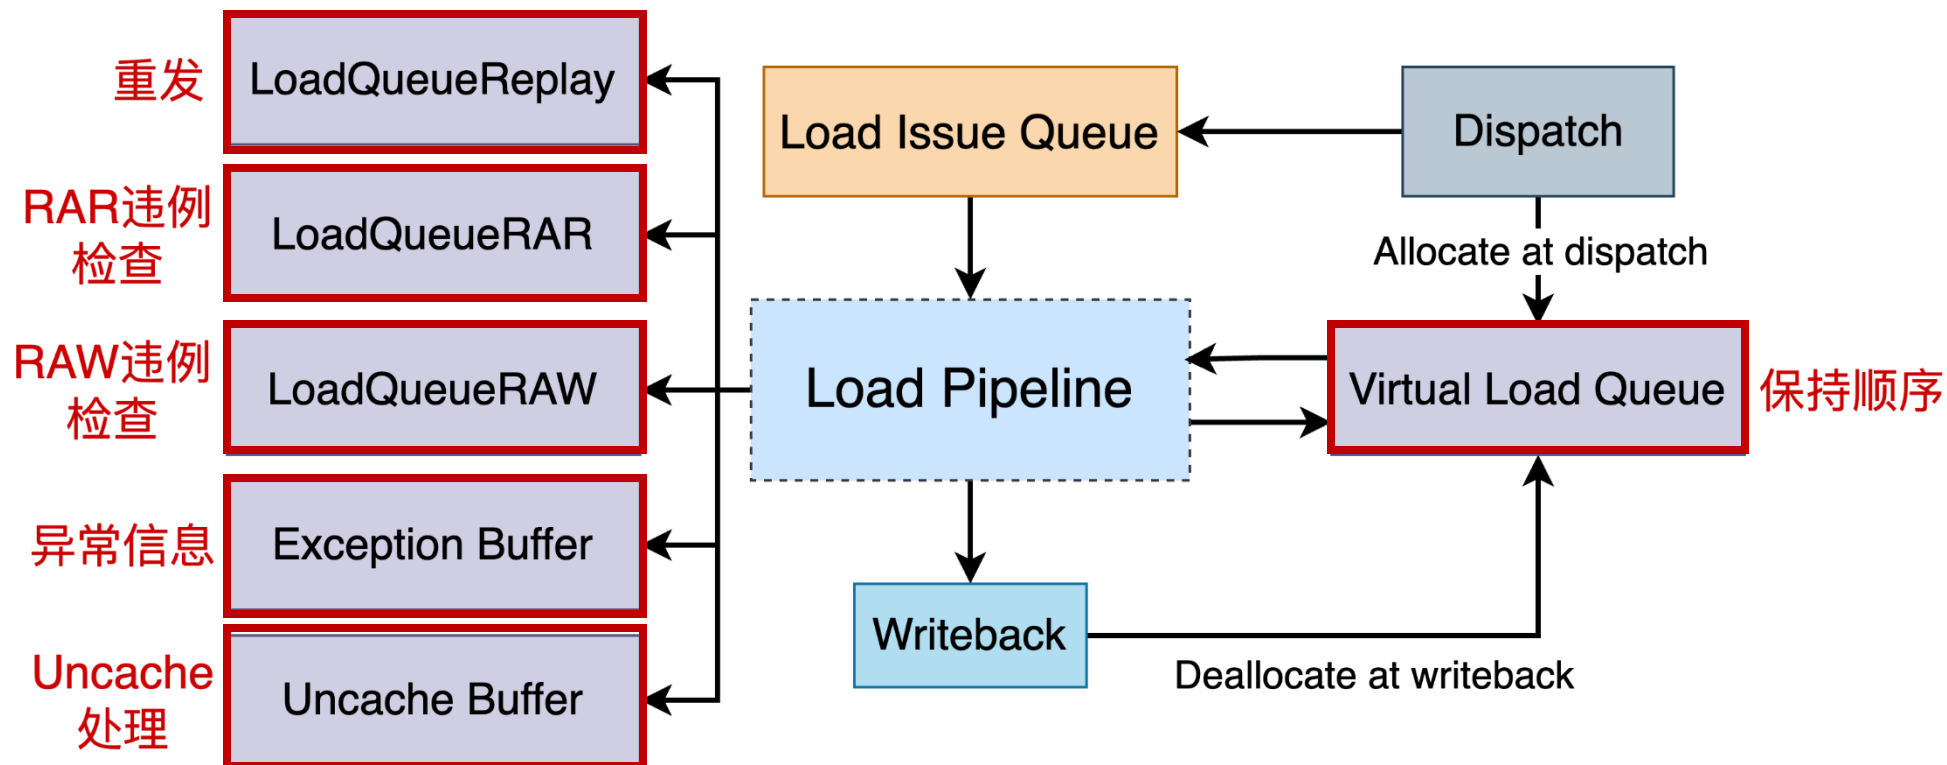 重发
LoadQueueReplay
RAR违例
检查
LoadQueueRAR
RAW违例
检查
LoadQueueRAW
异常信息
Exception Buffer
Uncache
处理
Uncache Buffer
Load Issue Queue
Dispatch
Allocate at dispatch
Load Pipeline
Virtual Load Queue
保持顺序
Writeback
Deallocate at writeback